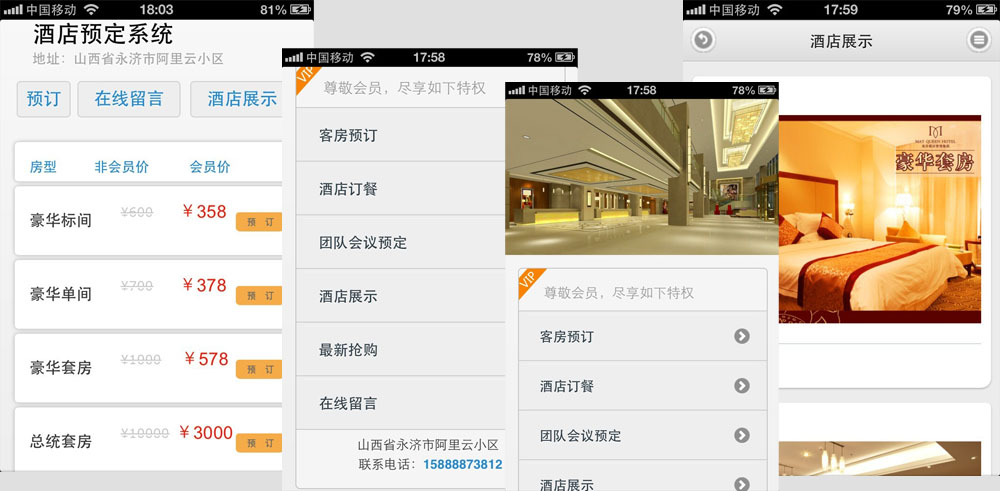 中国移动 18:03 81%
酒店预定系统
地址：山西省永济市阿里云小区
预订 在线留言 酒店展示
房型 非会员价 会员价
豪华标间 ¥600 ¥358 预 订
豪华单间 ¥700 ¥378 预 订
豪华套房 ¥1000 ¥578 预 订
总统套房 ¥10000 ¥3000 预 订
中国移动 17:58 78%
VIP
尊敬会员，尽享如下特权
客房预订
酒店订餐
团队会议预定
酒店展示
最新抢购
在线留言
山西省永济市阿里云小区
联系电话：15888873812
中国移动 17:58 78%
VIP
尊敬会员，尽享如下特权
客房预订
酒店订餐
团队会议预定
酒店展示
中国移动 17:59 79%
酒店展示
MAY QUEEN HOTEL
豪华套房